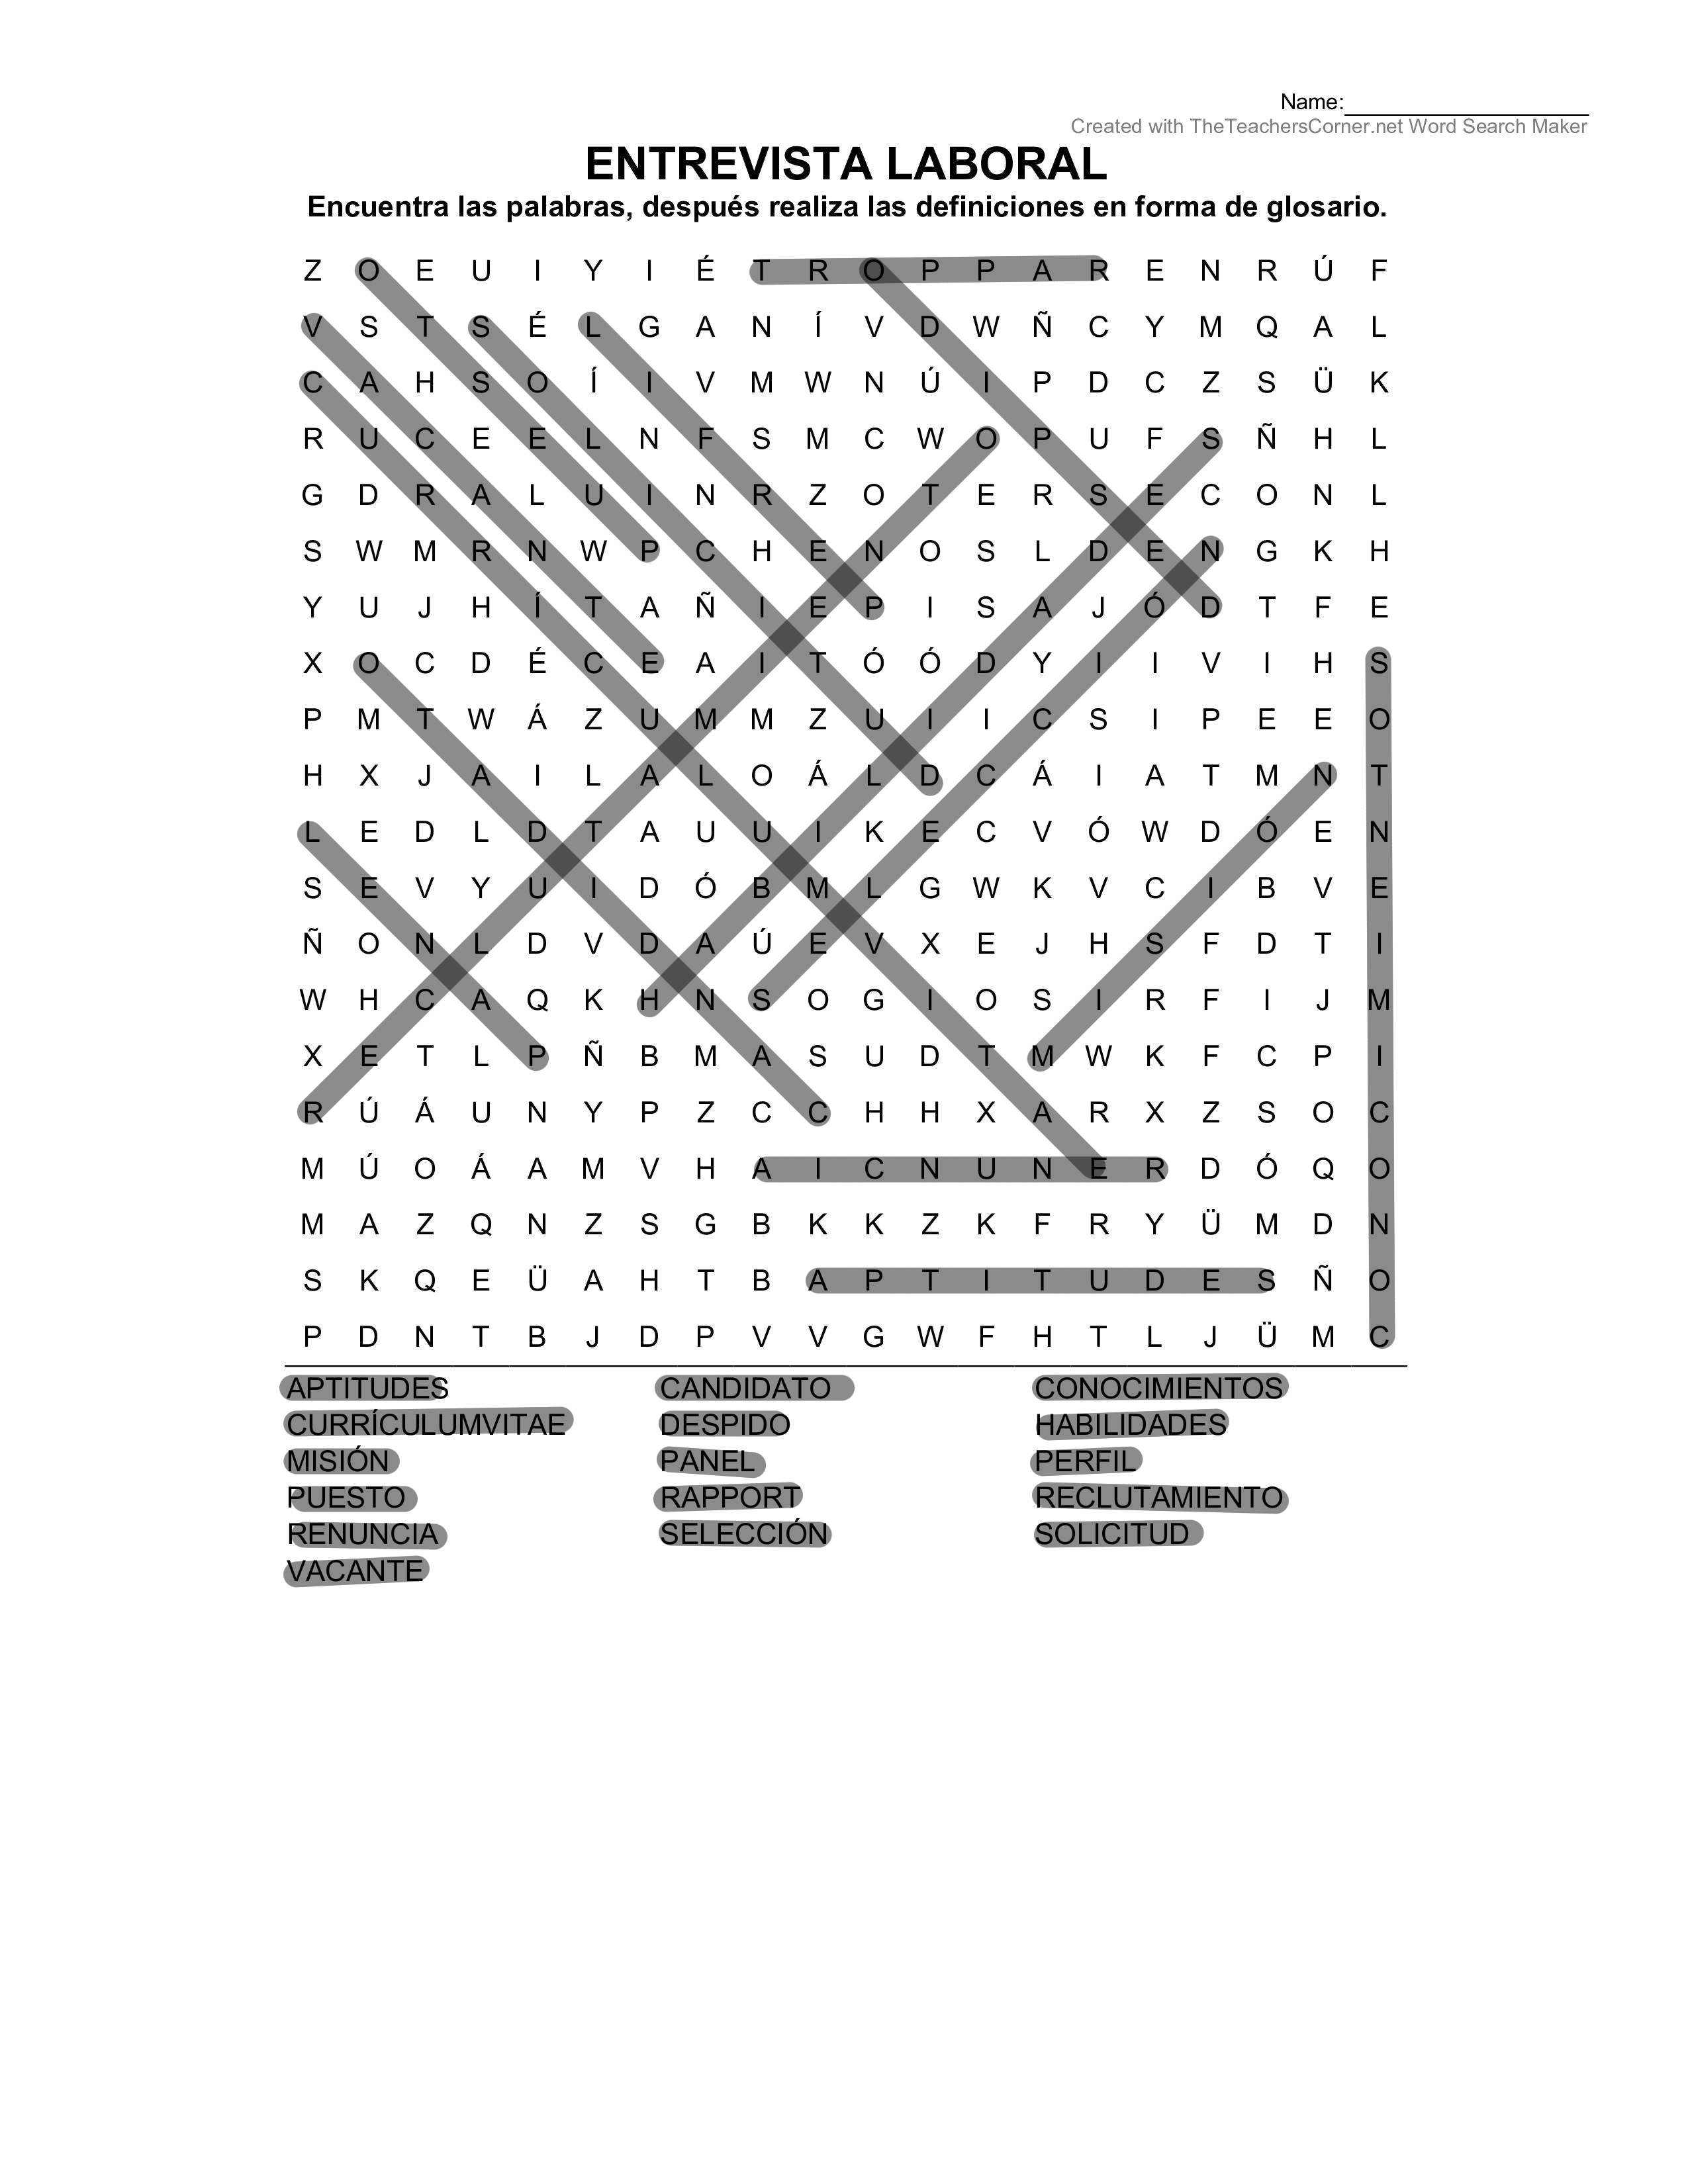 Name:
Created with TheTeachersCorner.net Word Search Maker
ENTREVISTA LABORAL
Encuentra las palabras, después realiza las definiciones en forma de glosario.
Z O E U I Y I É T R O P P A R E N R Ú F
V S T S É L G A N Í V D W Ñ C Y M Q A L
C A H S O Í I V M W N Ú I P D C Z S Ü K
R U C E E L N F S M C W O P U F S Ñ H L
G D R A L U I N R Z O T E R S E C O N L
S W M R N W P C H E N O S L D E N G K H
Y U J H Í T A Ñ I E P I S A J Ó D T F E
X O C D É C E A I T Ó Ó D Y I I V I H S
P M T W Á Z U M M Z U I I C S I P E E O
H X J A I L A L O Á L D C Á I A T M N T
L E D L D T A U U I K E C V Ó W D Ó E N
S E V Y U I D Ó B M L G W K V C I B V E
Ñ O N L D V D A Ú E V X E J H S F D T I
W H C A Q K H N S O G I O S I R F I J M
X E T L P Ñ B M A S U D T M W K F C P I
R Ú Á U N Y P Z C C H H X A R X Z S O C
M Ú O Á A M V H A I C N U N E R D Ó Q O
M A Z Q N Z S G B K K Z K F R Y Ü M D N
S K Q E Ü A H T B A P T I T U D E S Ñ O
P D N T B J D P V V G W F H T L J Ü M C
APTITUDES CANDIDATO CONOCIMIENTOS
CURRÍCULUMVITAE DESPIDO HABILIDADES
MISIÓN PANEL PERFIL
PUESTO RAPPORT RECLUTAMIENTO
RENUNCIA SELECCIÓN SOLICITUD
VACANTE